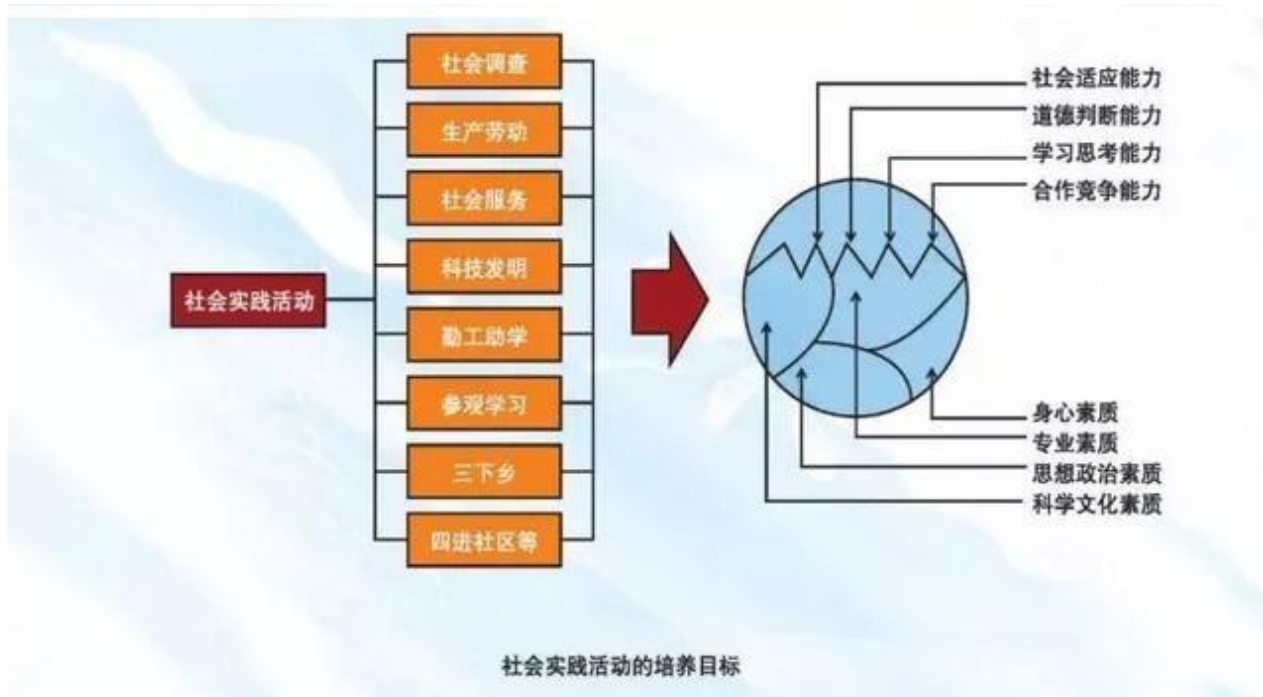 社会实践活动
社会调查
生产劳动
社会服务
科技发明
勤工助学
参观学习
三下乡
四进社区等
社会适应能力
道德判断能力
学习思考能力
合作竞争能力
身心素质
专业素质
思想政治素质
科学文化素质
社会实践活动的培养目标